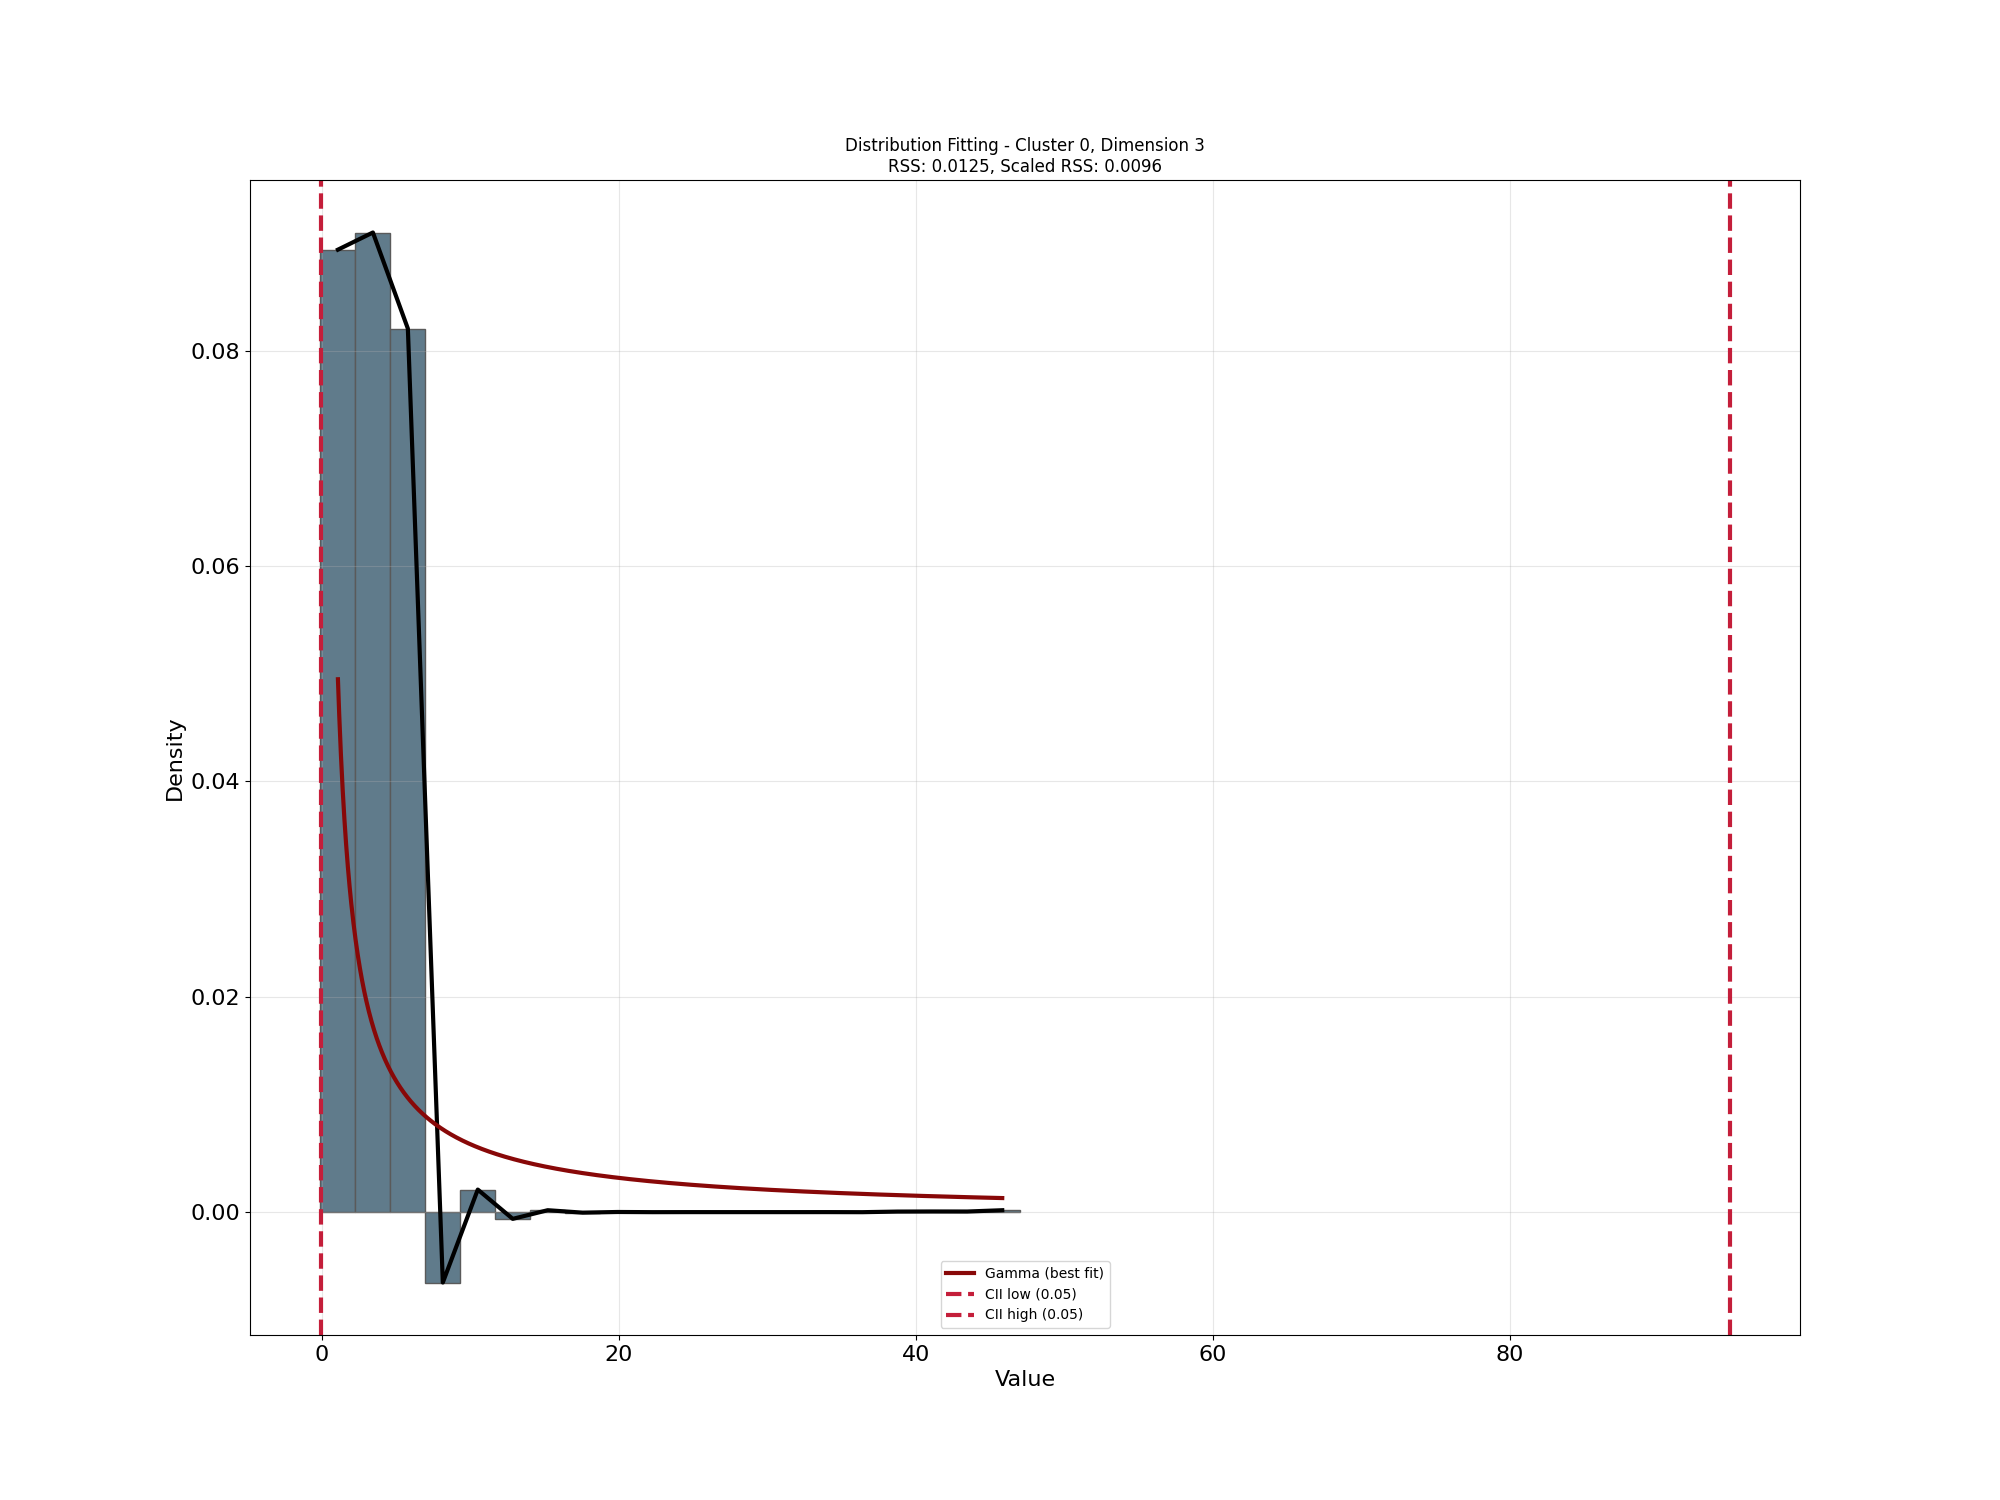 Distribution Fitting - Cluster 0, Dimension 3
RSS: 0.0125, Scaled RSS: 0.0096
Density
0.08
0.06
0.04
0.02
0.00
Gamma (best fit)
CII low (0.05)
CII high (0.05)
0 20 40 60 80
Value